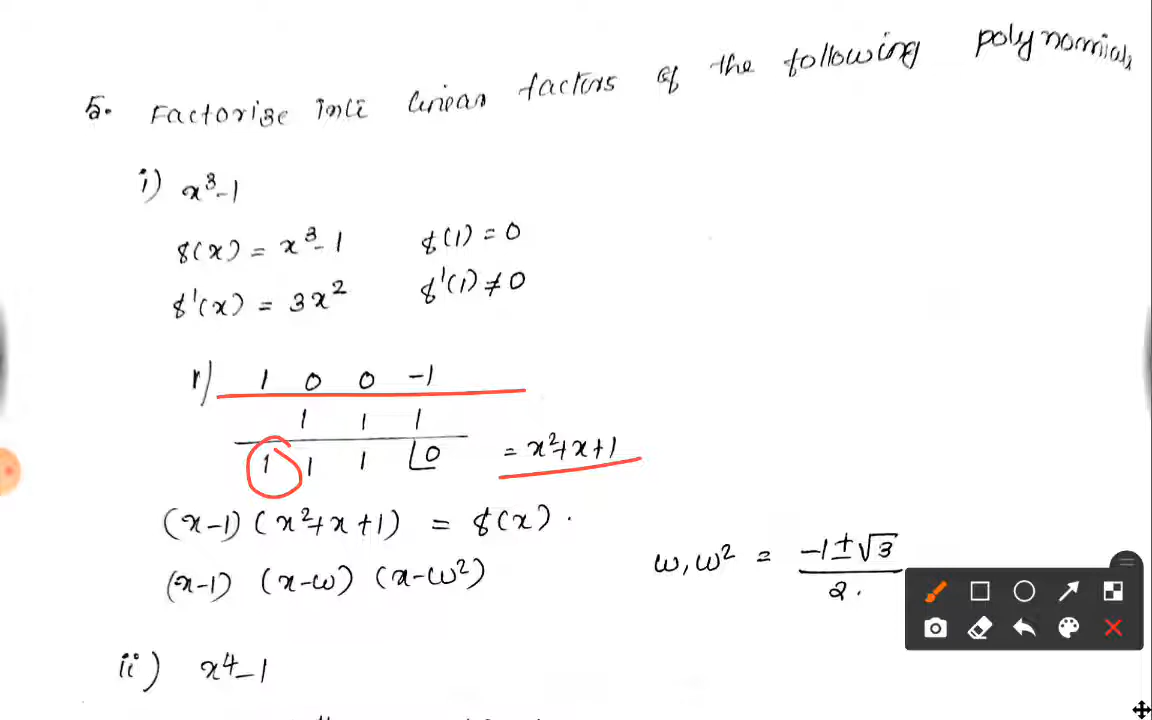 5. Factorise into linear factors of the following polynomials
i) x³-1
f(x) = x³-1 f(1) = 0
f'(x) = 3x² f'(1) ≠ 0
1) 1 0 0 -1
1 1 1
1 1 1 0 = x²+x+1
(x-1)(x²+x+1) = f(x).
(x-1) (x-ω) (x-ω²) ω, ω² = (-1±√3)/2.
ii) x⁴-1